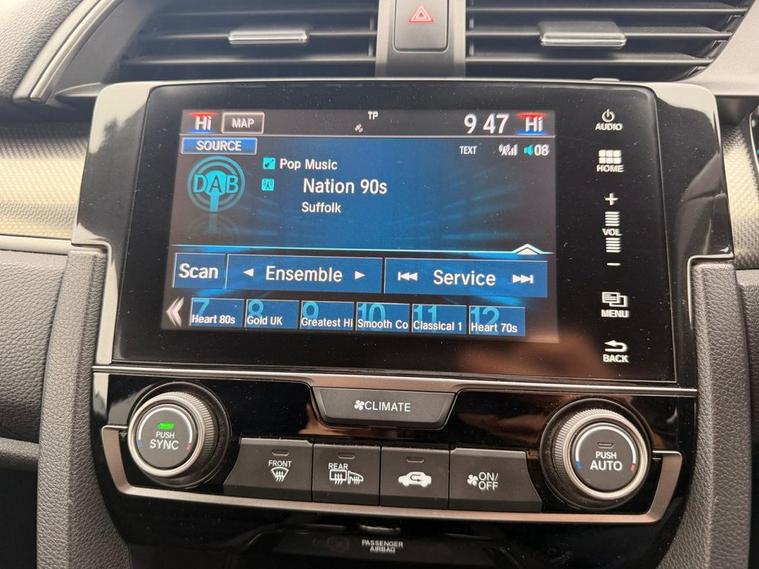 Hi MAP TP 9 47 Hi
AUDIO
SOURCE TEXT 08
DAB Pop Music
Nation 90s
Suffolk
HOME
VOL
Scan Ensemble Service
MENU
7 8 9 10 11 12
Heart 80s Gold UK Greatest Hi Smooth Co Classical 1 Heart 70s
BACK
CLIMATE
PUSH
SYNC
PUSH
AUTO
FRONT REAR ON/
OFF
PASSENGER
AIRBAG